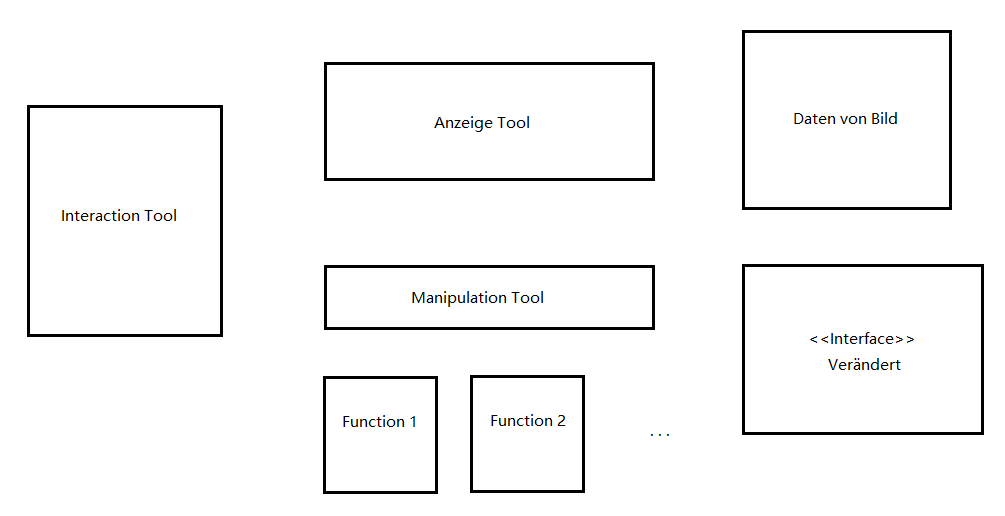 Interaction Tool
Anzeige Tool
Daten von Bild
Manipulation Tool
<<Interface>>
Verändert
Function 1
Function 2
...